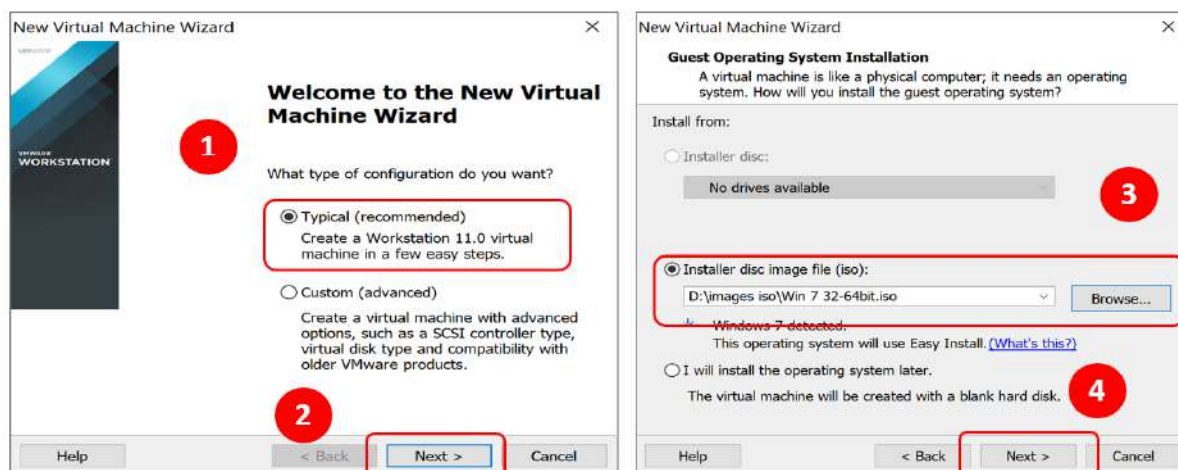 New Virtual Machine Wizard
VMWARE
WORKSTATION
Welcome to the New Virtual
Machine Wizard
1
What type of configuration do you want?
Typical (recommended)
Create a Workstation 11.0 virtual
machine in a few easy steps.
Custom (advanced)
Create a virtual machine with advanced
options, such as a SCSI controller type,
virtual disk type and compatibility with
older VMware products.
2
Help
< Back
Next >
Cancel
New Virtual Machine Wizard
Guest Operating System Installation
A virtual machine is like a physical computer; it needs an operating
system. How will you install the guest operating system?
Install from:
Installer disc:
No drives available
3
Installer disc image file (iso):
D:\images iso\Win 7 32-64bit.iso
Browse...
Windows 7 detected.
This operating system will use Easy Install. (What's this?)
I will install the operating system later.
The virtual machine will be created with a blank hard disk.
4
Help
< Back
Next >
Cancel